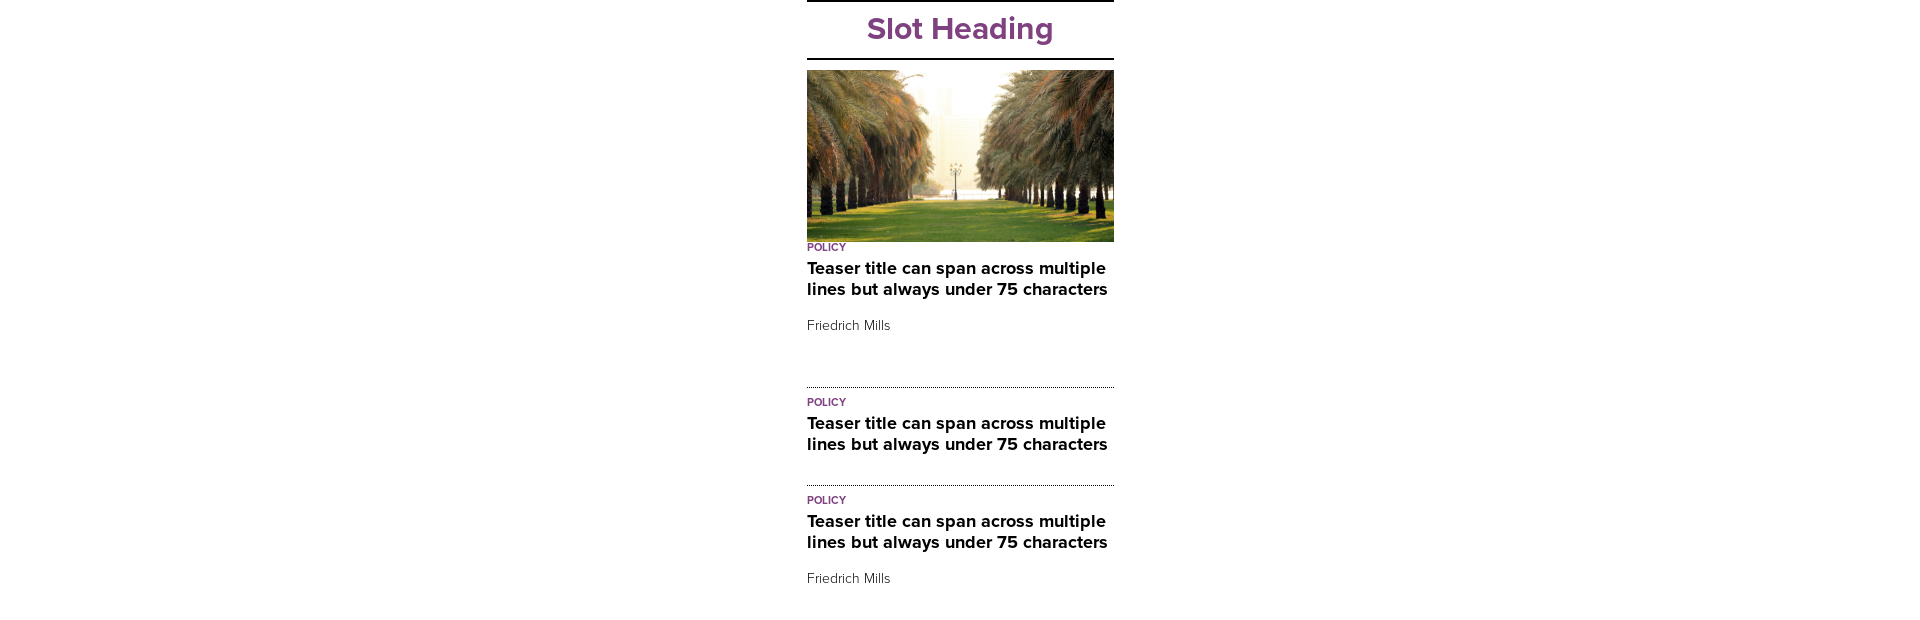 Slot Heading
POLICY
Teaser title can span across multiple
lines but always under 75 characters
Friedrich Mills
POLICY
Teaser title can span across multiple
lines but always under 75 characters
POLICY
Teaser title can span across multiple
lines but always under 75 characters
Friedrich Mills